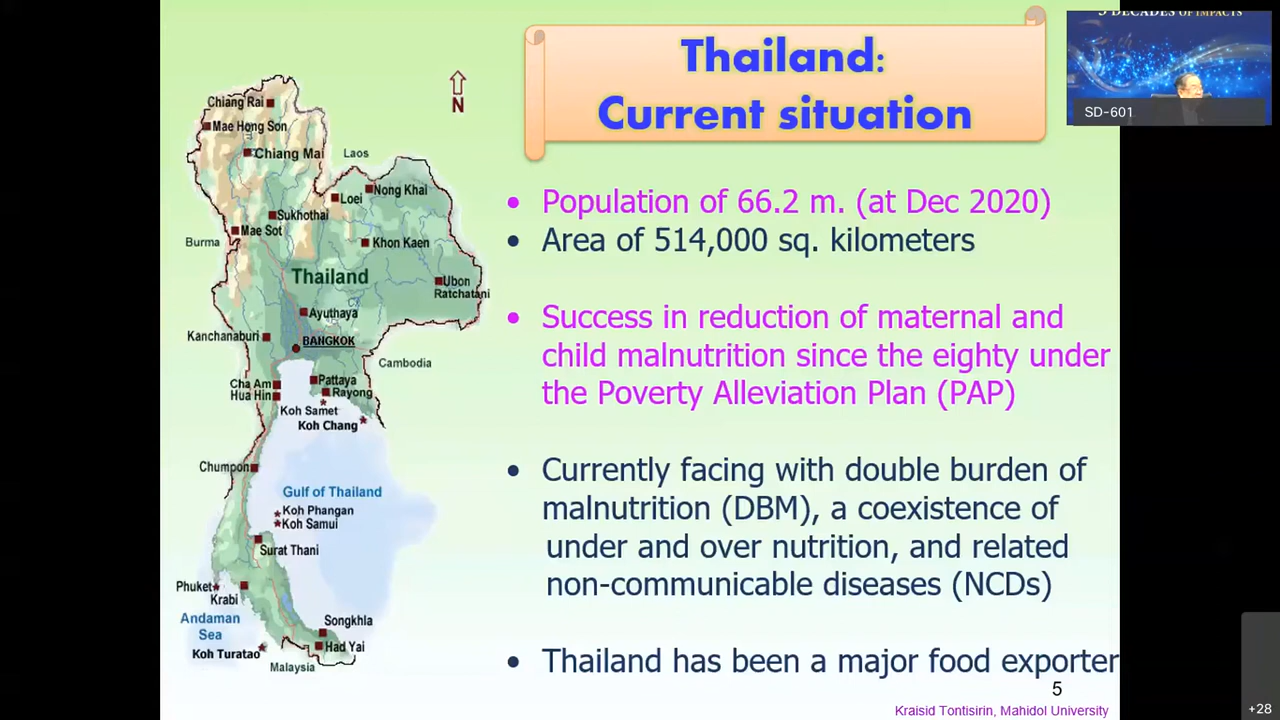 3 DECADES OF IMPACTS
SD-601
Thailand:
Current situation
N
Chiang Rai
Mae Hong Son
Chiang Mai
Laos
Nong Khai
Loei
Sukhothai
Mae Sot
Burma
Khon Kaen
Thailand
Ubon
Ratchatani
Ayuthaya
Kanchanaburi
BANGKOK
Cambodia
Cha Am
Pattaya
Hua Hin
Rayong
Koh Samet
Koh Chang
Chumpon
Gulf of Thailand
Koh Phangan
Koh Samui
Surat Thani
Phuket
Krabi
Andaman
Sea
Songkhla
Had Yai
Koh Turatao
Malaysia
• Population of 66.2 m. (at Dec 2020)
• Area of 514,000 sq. kilometers
• Success in reduction of maternal and
child malnutrition since the eighty under
the Poverty Alleviation Plan (PAP)
• Currently facing with double burden of
malnutrition (DBM), a coexistence of
under and over nutrition, and related
non-communicable diseases (NCDs)
• Thailand has been a major food exporter
5
Kraisid Tontisirin, Mahidol University
+28